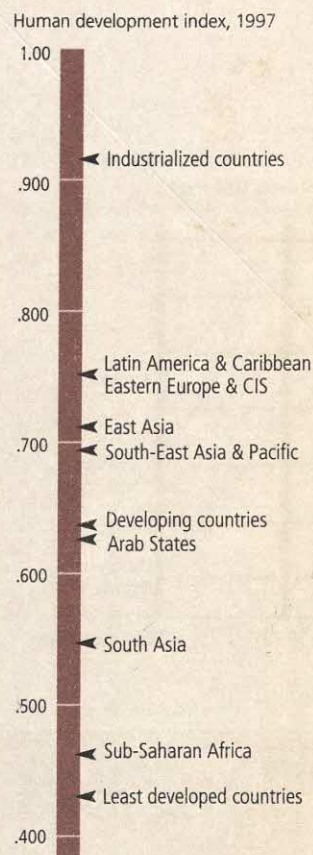 Human development index, 1997
1.00
Industrialized countries
.900
.800
Latin America & Caribbean
Eastern Europe & CIS
East Asia
.700
South-East Asia & Pacific
Developing countries
Arab States
.600
South Asia
.500
Sub-Saharan Africa
Least developed countries
.400